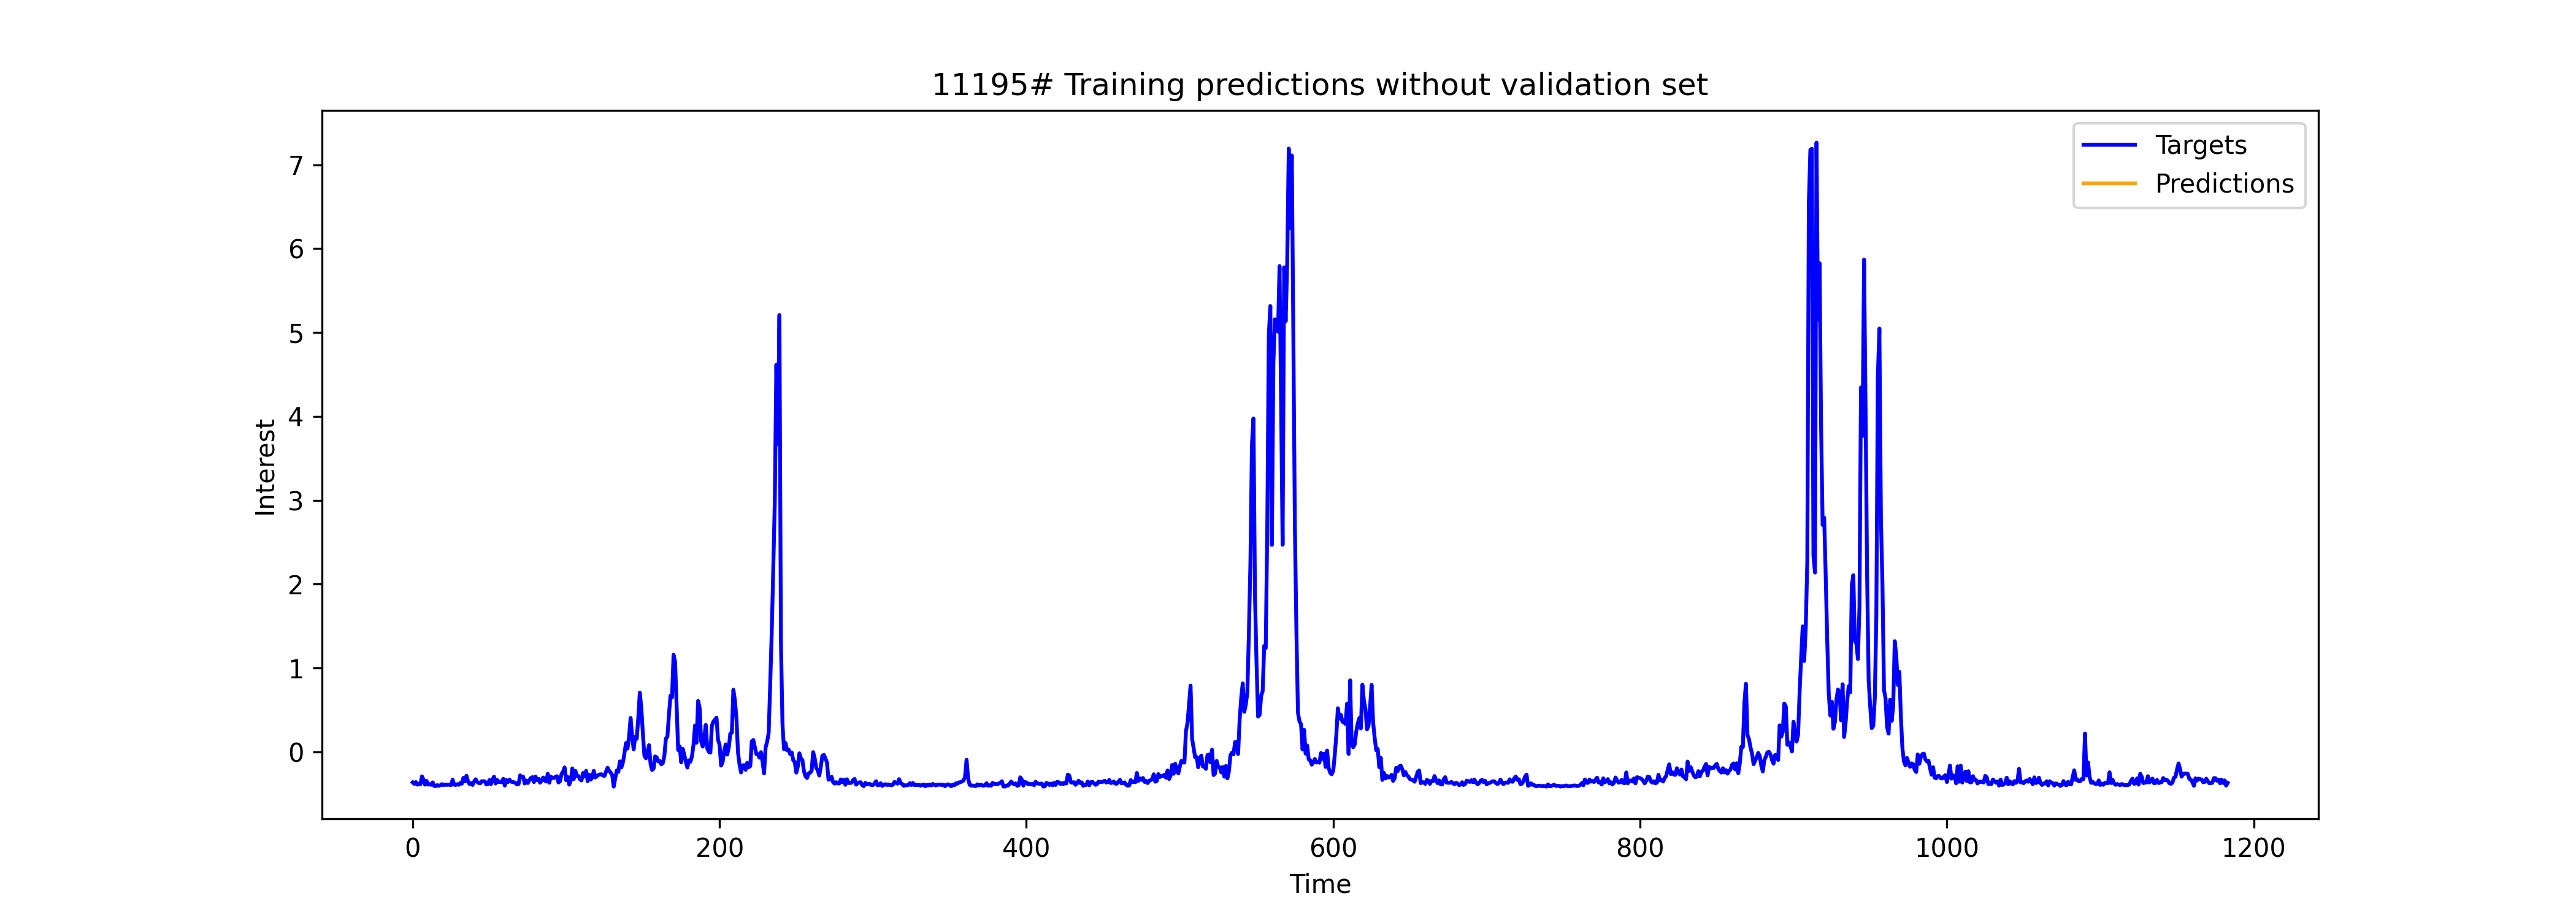 11195# Training predictions without validation set
Targets
Predictions
7
6
5
4
3
2
1
0
Interest
0 200 400 600 800 1000 1200
Time